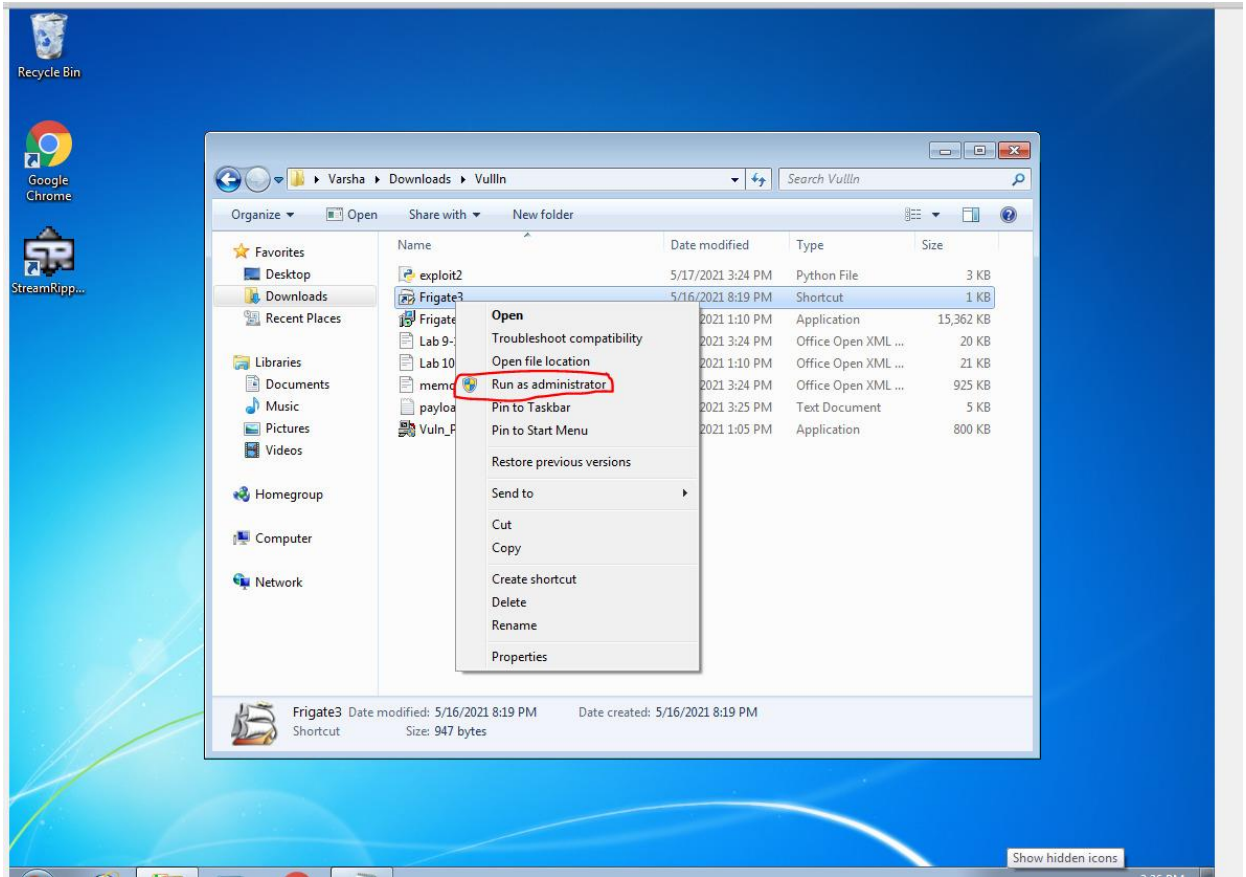 Recycle Bin
Google
Chrome
StreamRipp...
Varsha Downloads Vullln
Search Vullln
Organize Open Share with New folder
Favorites
Desktop
Downloads
Recent Places
Libraries
Documents
Music
Pictures
Videos
Homegroup
Computer
Network
Name Date modified Type Size
exploit2 5/17/2021 3:24 PM Python File 3 KB
Frigate3 5/16/2021 8:19 PM Shortcut 1 KB
Frigate 2021 1:10 PM Application 15,362 KB
Lab 9- 2021 3:24 PM Office Open XML ... 20 KB
Lab 10 2021 1:10 PM Office Open XML ... 21 KB
memo 2021 3:24 PM Office Open XML ... 925 KB
payloa 2021 3:25 PM Text Document 5 KB
Vuln_P 2021 1:05 PM Application 800 KB
Open
Troubleshoot compatibility
Open file location
Run as administrator
Pin to Taskbar
Pin to Start Menu
Restore previous versions
Send to
Cut
Copy
Create shortcut
Delete
Rename
Properties
Frigate3 Date modified: 5/16/2021 8:19 PM Date created: 5/16/2021 8:19 PM
Shortcut Size: 947 bytes
Show hidden icons